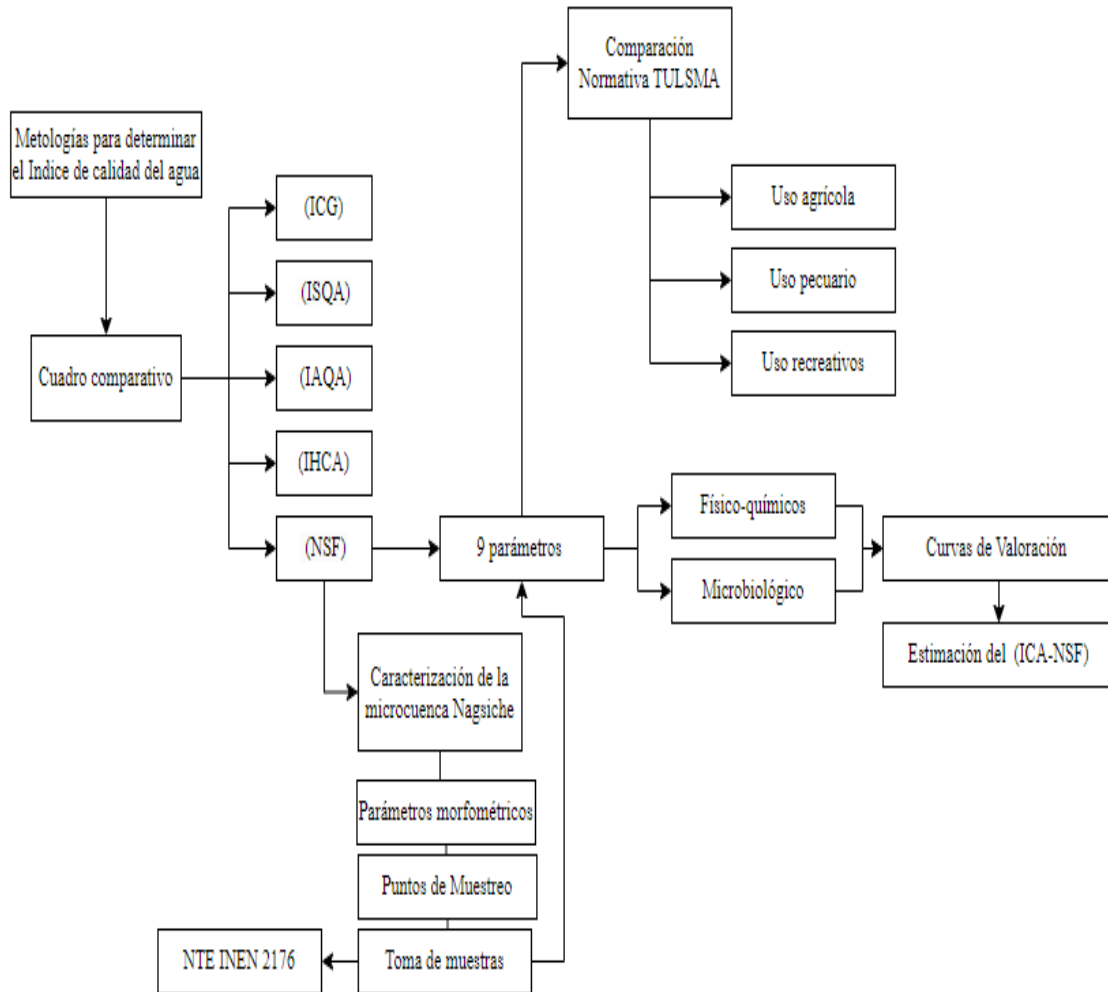 Comparación
Normativa TULSMA
Metologías para determinar
el Indice de calidad del agua
Uso agrícola
(ICG)
Uso pecuario
(ISQA)
Uso recreativos
Cuadro comparativo
(IAQA)
(IHCA)
Físico-químicos
(NSF)
9 parámetros
Curvas de Valoración
Microbiológico
Estimación del (ICA-NSF)
Caracterización de la
microcuenca Nagsiche
Parámetros morfométricos
Puntos de Muestreo
NTE INEN 2176
Toma de muestras